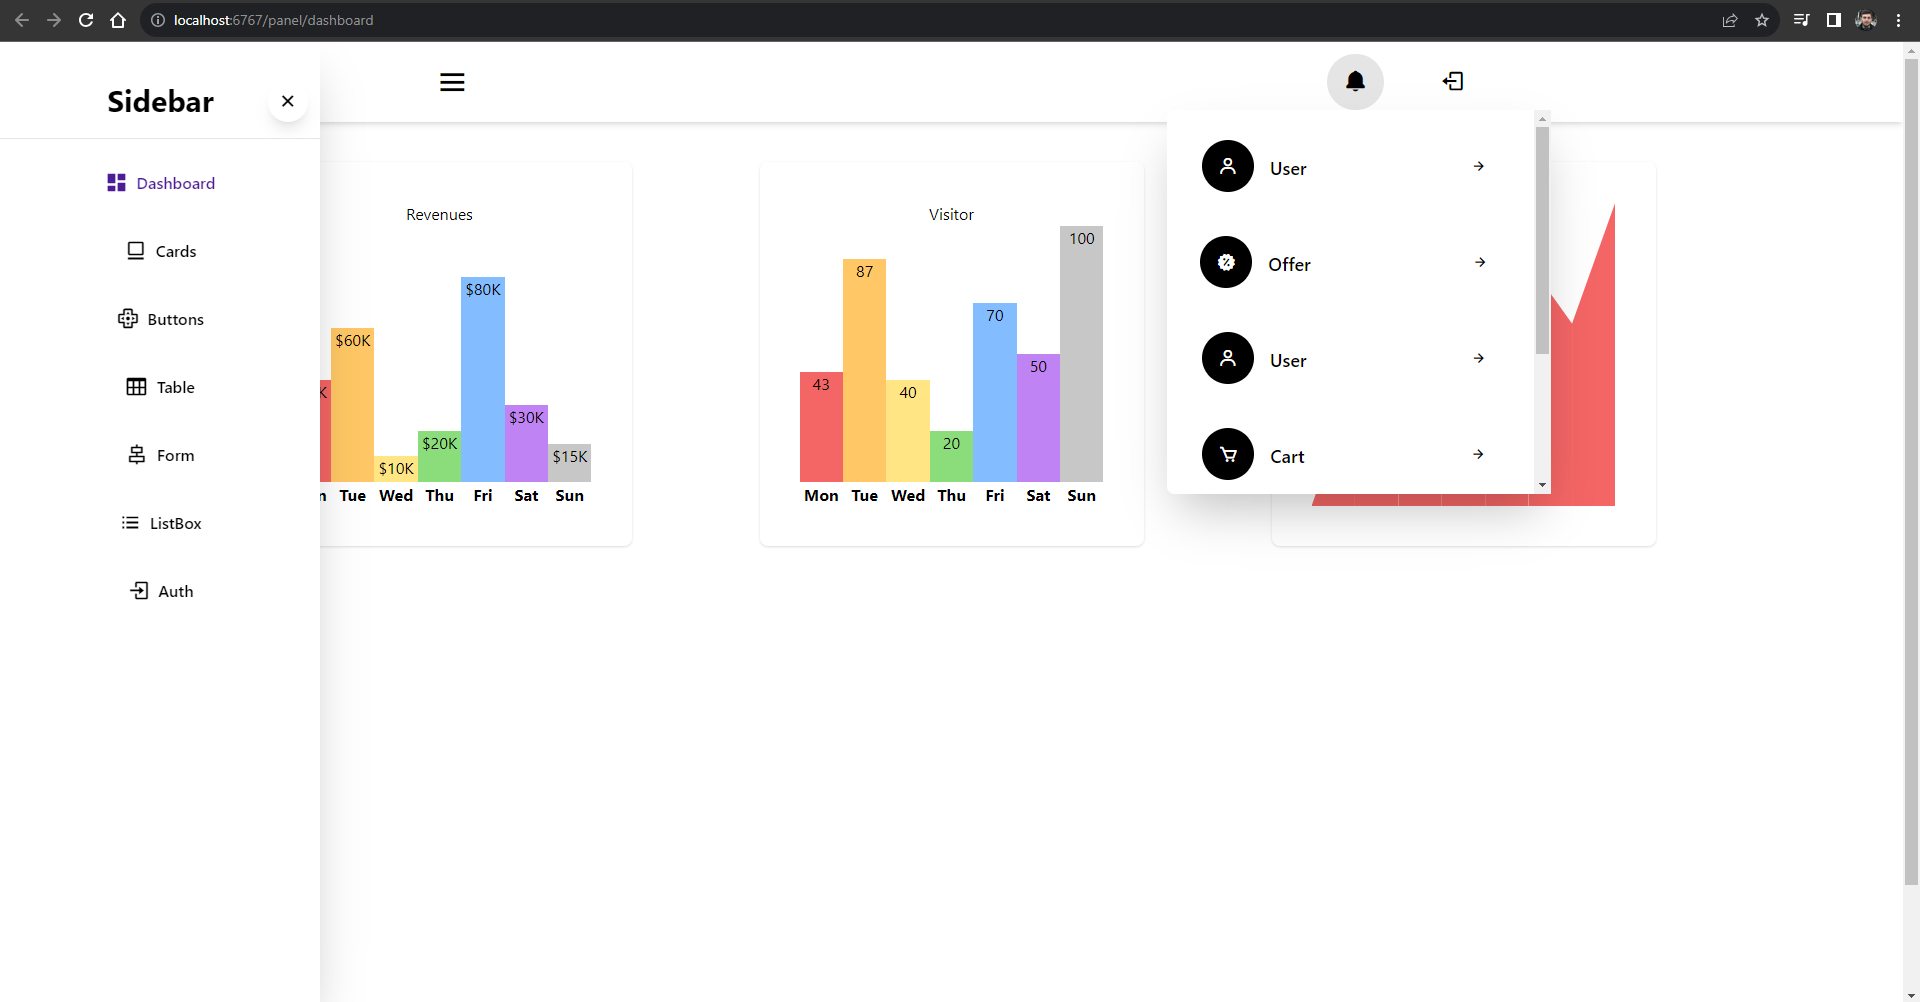 localhost:6767/panel/dashboard
Sidebar
Dashboard
Cards
Buttons
Table
Form
ListBox
Auth
Revenues
K
$60K
$10K
$20K
$80K
$30K
$15K
n Tue Wed Thu Fri Sat Sun
Visitor
43
87
40
20
70
50
100
Mon Tue Wed Thu Fri Sat Sun
User
Offer
User
Cart